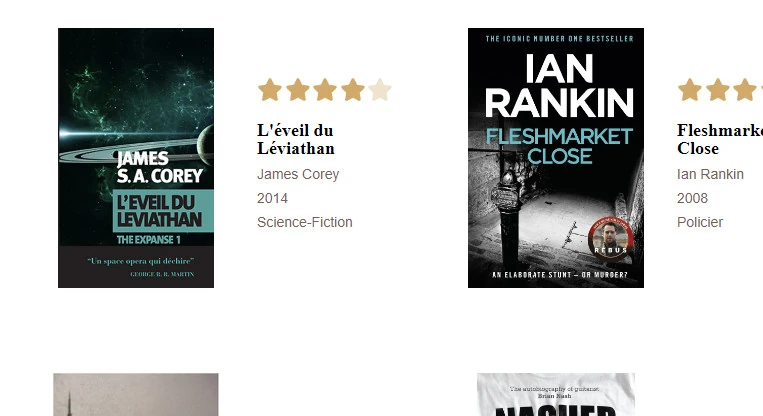 JAMES
S. A. COREY
L'EVEIL DU
LEVIATHAN
THE EXPANSE 1
“Un space opera qui déchire”
GEORGE R. R. MARTIN
L'éveil du
Léviathan
James Corey
2014
Science-Fiction
THE ICONIC NUMBER ONE BESTSELLER
IAN
RANKIN
FLESHMARKET
CLOSE
REBUS
AN ELABORATE STUNT – OR MURDER?
Fleshmarke
Close
Ian Rankin
2008
Policier
The autobiography of guitarist
Brian Nash
NASHER